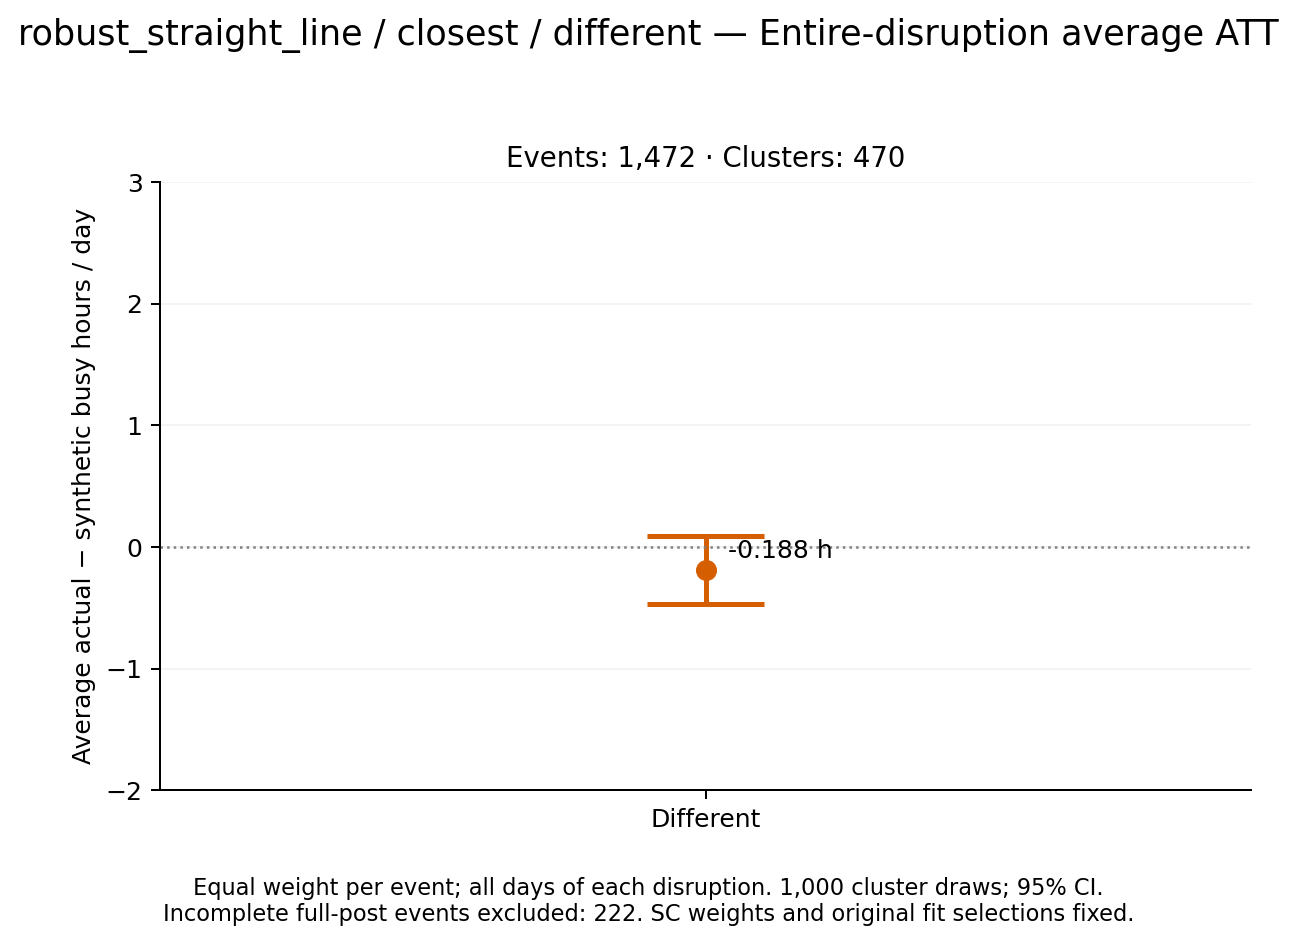 robust_straight_line / closest / different — Entire-disruption average ATT
Events: 1,472 · Clusters: 470
Average actual − synthetic busy hours / day
3
2
1
0
−1
−2
-0.188 h
Different
Equal weight per event; all days of each disruption. 1,000 cluster draws; 95% CI.
Incomplete full-post events excluded: 222. SC weights and original fit selections fixed.